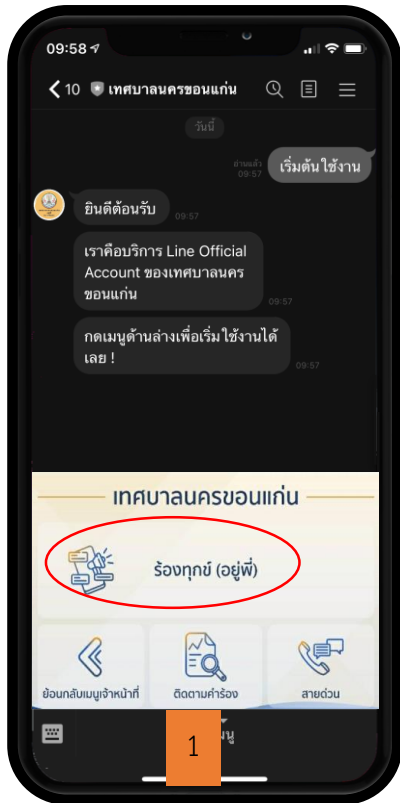 09:58
10 เทศบาลนครขอนแก่น
วันนี้
อ่านแล้ว
09:57
เริ่มต้นใช้งาน
ยินดีต้อนรับ
09:57
เราคือบริการ Line Official
Account ของเทศบาลนคร
ขอนแก่น
09:57
กดเมนูด้านล่างเพื่อเริ่มใช้งานได้
เลย !
09:57
เทศบาลนครขอนแก่น
ร้องทุกข์ (อยู่พี่)
ย้อนกลับเมนูเจ้าหน้าที่
ติดตามคำร้อง
สายด่วน
1